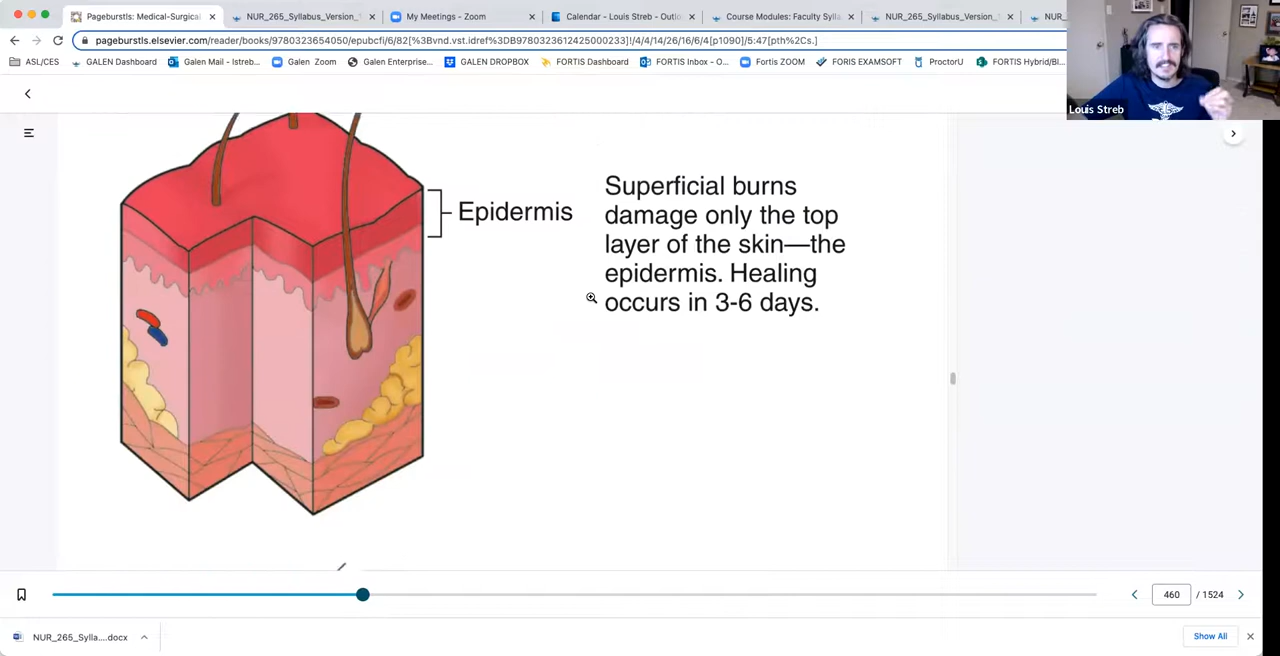 Pageburstls: Medical-Surgical
NUR_265_Syllabus_Version_1
My Meetings - Zoom
Calendar - Louis Streb - Outlo
Course Modules: Faculty Sylla
NUR_265_Syllabus_Version_1
NUR_
pageburstls.elsevier.com/reader/books/9780323654050/epubcfi/6/82[%3Bvnd.vst.idref%3DB9780323612425000233]!/4/4/14/26/16/6/4[p1090]/5:47[pth%2Cs.]
ASL/CES
GALEN Dashboard
Galen Mail - lstreb...
Galen Zoom
Galen Enterprise...
GALEN DROPBOX
FORTIS Dashboard
FORTIS Inbox - O...
Fortis ZOOM
FORIS EXAMSOFT
ProctorU
FORTIS Hybrid/Bl...
Louis Streb
Epidermis
Superficial burns
damage only the top
layer of the skin—the
epidermis. Healing
occurs in 3-6 days.
460 / 1524
NUR_265_Sylla....docx
Show All